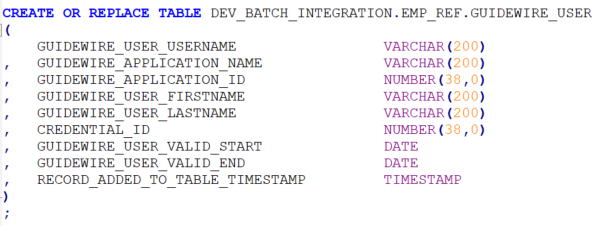 CREATE OR REPLACE TABLE DEV_BATCH_INTEGRATION.EMP_REF.GUIDEWIRE_USER
(
GUIDEWIRE_USER_USERNAME VARCHAR(200)
, GUIDEWIRE_APPLICATION_NAME VARCHAR(200)
, GUIDEWIRE_APPLICATION_ID NUMBER(38,0)
, GUIDEWIRE_USER_FIRSTNAME VARCHAR(200)
, GUIDEWIRE_USER_LASTNAME VARCHAR(200)
, CREDENTIAL_ID NUMBER(38,0)
, GUIDEWIRE_USER_VALID_START DATE
, GUIDEWIRE_USER_VALID_END DATE
, RECORD_ADDED_TO_TABLE_TIMESTAMP TIMESTAMP
)
;